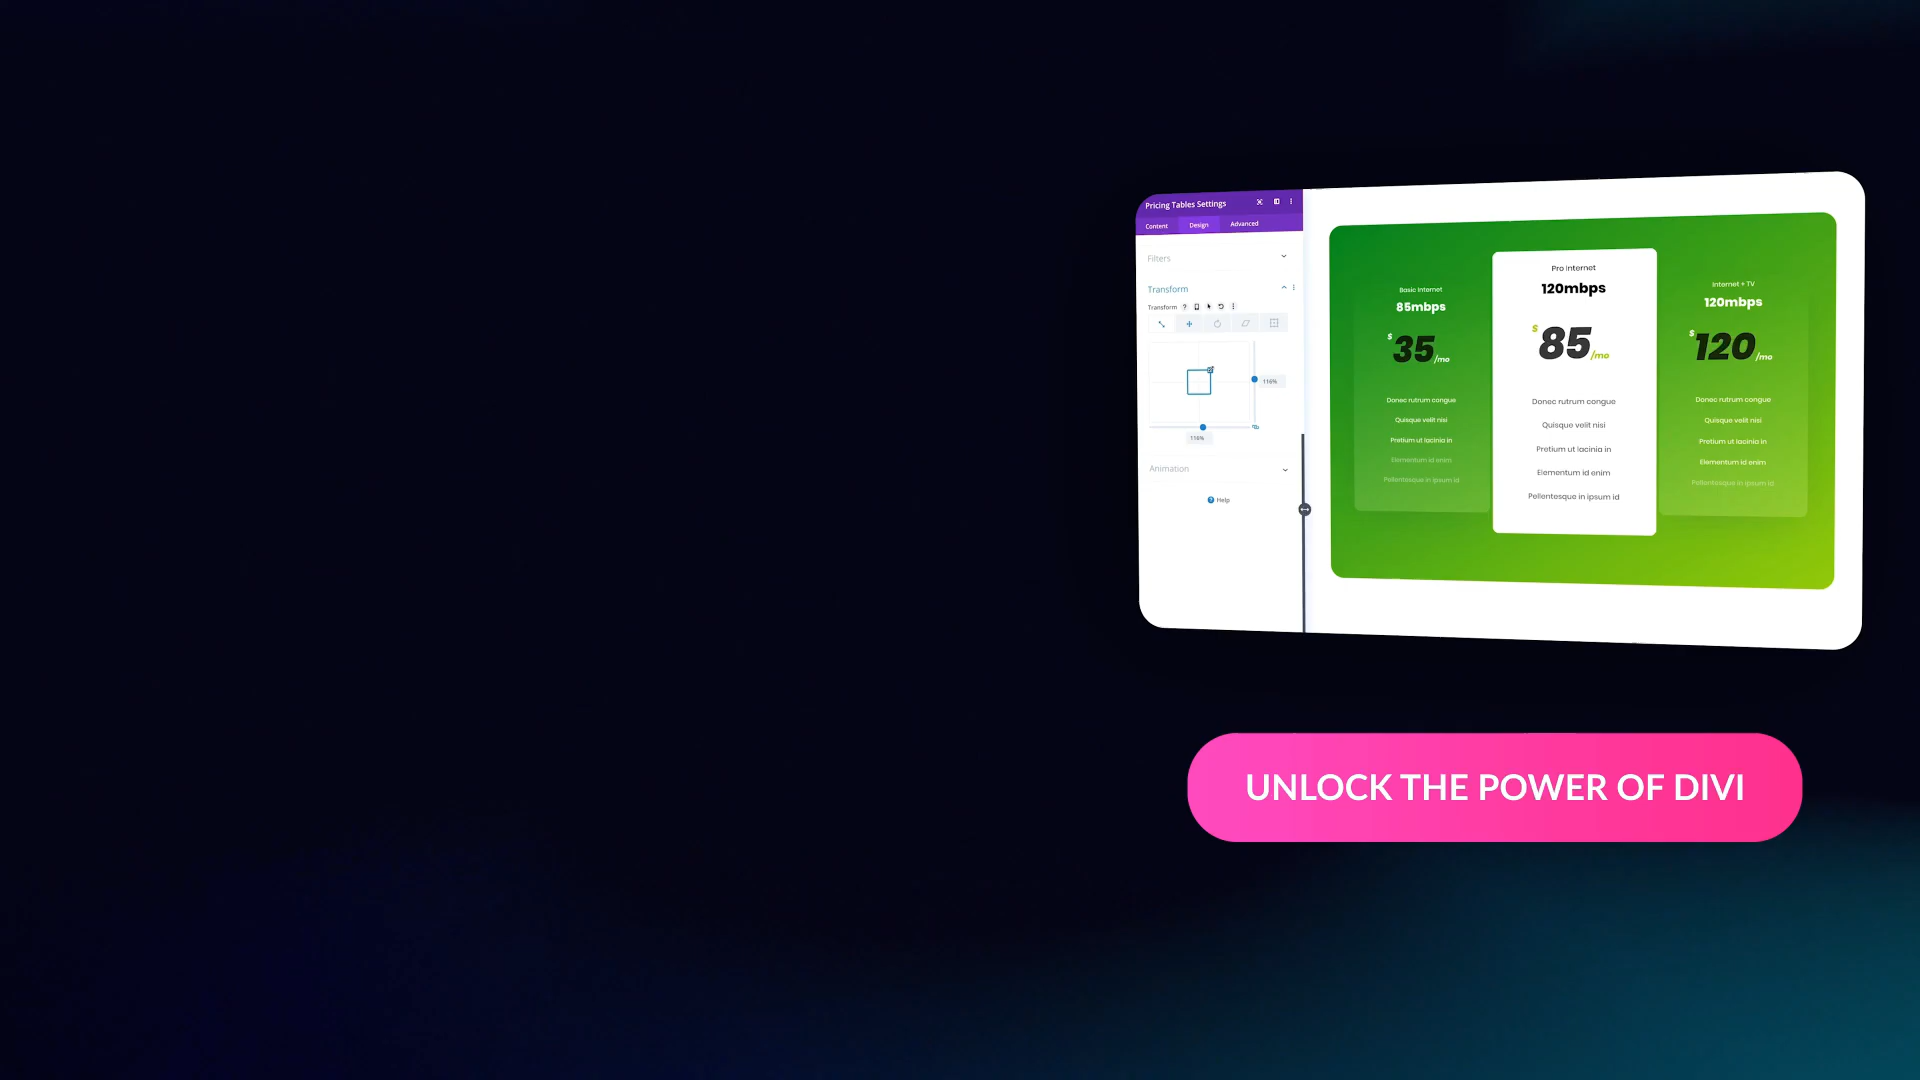 Pricing Tables Settings
Content Design Advanced
Filters
Transform
Transform ?
116%
116%
Animation
? Help
Basic Internet
85mbps
$35/mo
Donec rutrum congue
Quisque velit nisi
Pretium ut lacinia in
Elementum id enim
Pellentesque in ipsum id
Pro Internet
120mbps
$85/mo
Donec rutrum congue
Quisque velit nisi
Pretium ut lacinia in
Elementum id enim
Pellentesque in ipsum id
Internet + TV
120mbps
$120/mo
Donec rutrum congue
Quisque velit nisi
Pretium ut lacinia in
Elementum id enim
Pellentesque in ipsum id
UNLOCK THE POWER OF DIVI